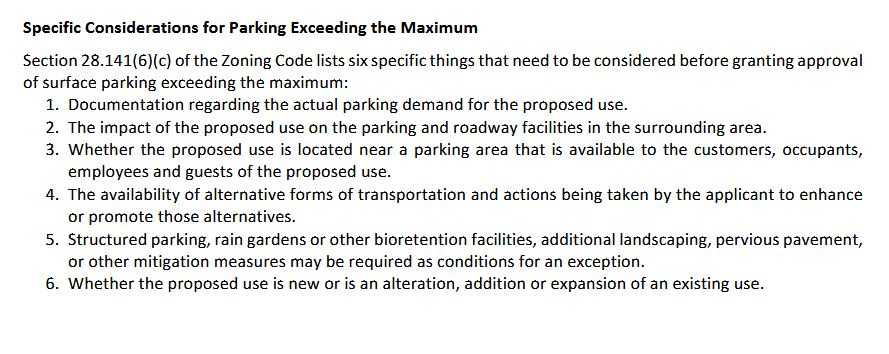 Specific Considerations for Parking Exceeding the Maximum
Section 28.141(6)(c) of the Zoning Code lists six specific things that need to be considered before granting approval
of surface parking exceeding the maximum:
1. Documentation regarding the actual parking demand for the proposed use.
2. The impact of the proposed use on the parking and roadway facilities in the surrounding area.
3. Whether the proposed use is located near a parking area that is available to the customers, occupants,
employees and guests of the proposed use.
4. The availability of alternative forms of transportation and actions being taken by the applicant to enhance
or promote those alternatives.
5. Structured parking, rain gardens or other bioretention facilities, additional landscaping, pervious pavement,
or other mitigation measures may be required as conditions for an exception.
6. Whether the proposed use is new or is an alteration, addition or expansion of an existing use.